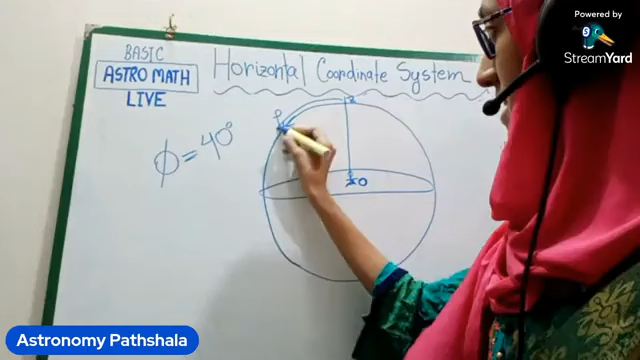 Powered by
StreamYard
BASIC
ASTRO MATH
LIVE
Horizontal Coordinate System
ϕ = 40°
P
Z
O
Astronomy Pathshala